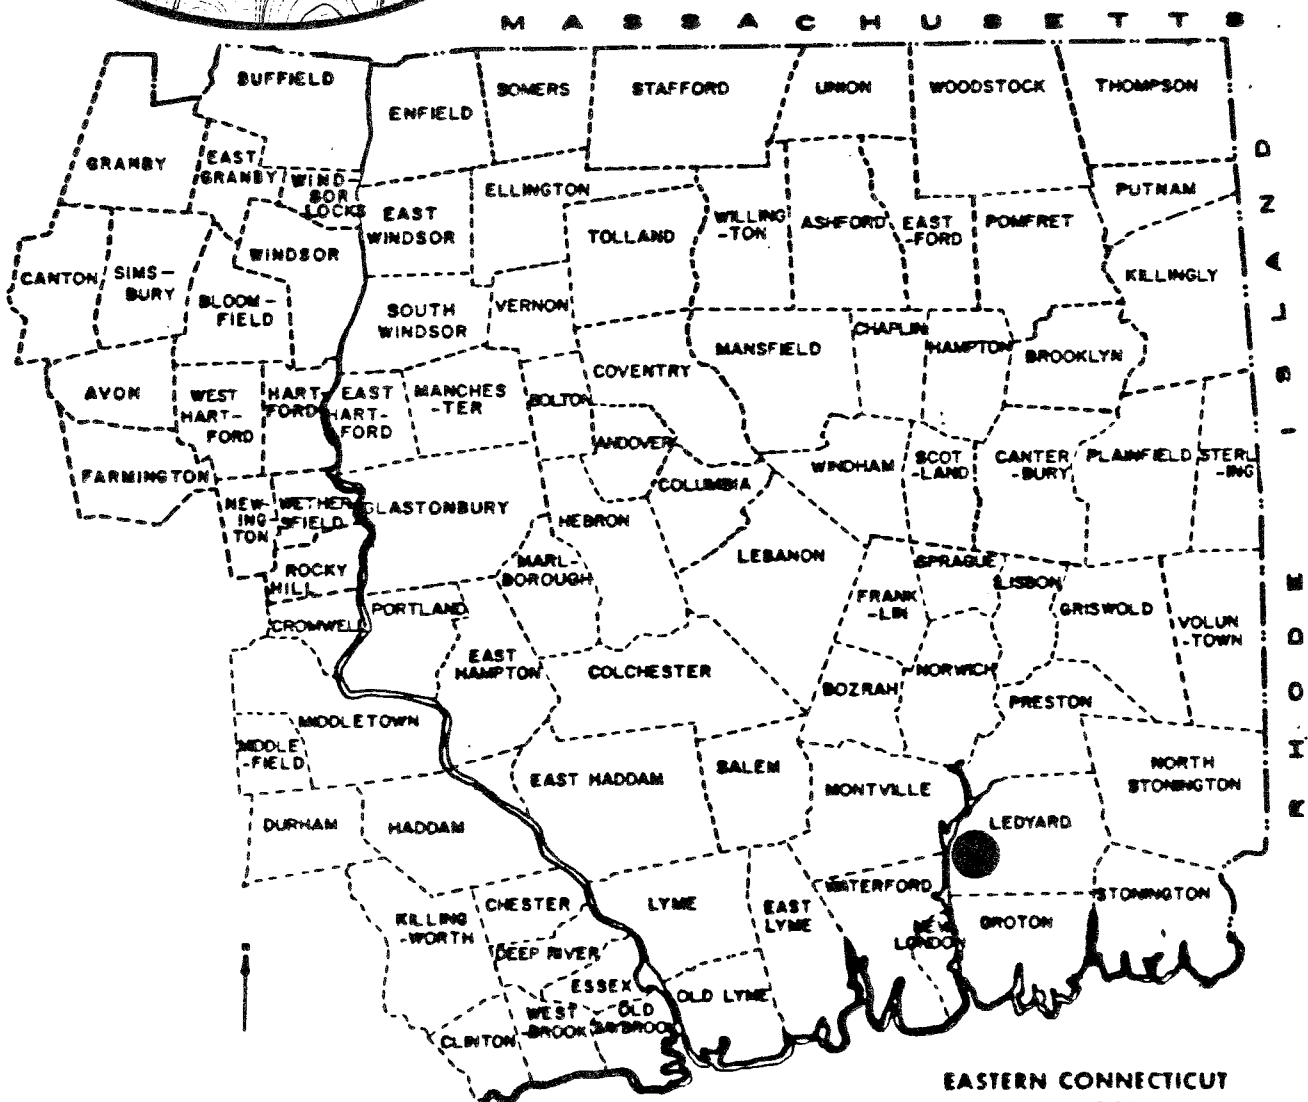 MASSACHUSETTS
SUFFIELD
SOMERS
STAFFORD
UNION
WOODSTOCK
THOMPSON
ENFIELD
GRANBY
EAST
GRANBY
WIND-
SOR
LOCKS
ELLINGTON
PUTNAM
EAST
WINDSOR
TOLLAND
WILLING
-TON
ASHFORD
EAST
-FORD
POMFRET
WINDSOR
CANTON
SIMS-
BURY
BLOOM-
FIELD
KILLINGLY
SOUTH
WINDSOR
VERNON
MANSFIELD
CHAPLIN
HAMPTON
BROOKLYN
AVON
WEST
HART-
FORD
HART-
FORD
EAST
HART-
FORD
MANCHES
-TER
BOLTON
COVENTRY
ANDOVER
COLUMBIA
WINDHAM
SCOT
-LAND
CANTER
-BURY
PLAINFIELD
STERL
-ING
FARMINGTON
NEW-
ING-
TON
WETHER
SFIELD
GLASTONBURY
HEBRON
LEBANON
ROCKY
HILL
MARL-
BOROUGH
SPRAGUE
LISBON
FRANK
-LIN
GRISWOLD
VOLUN
-TOWN
CROMWELL
PORTLAND
EAST
HAMPTON
COLCHESTER
BOZRAH
NORWICH
PRESTON
MIDDLETOWN
MIDDLE
-FIELD
EAST HADDAM
SALEM
MONTVILLE
NORTH
STONINGTON
DURHAM
HADDAM
LEDYARD
CHESTER
LYME
EAST
LYME
WATERFORD
STONINGTON
KILLING
-WORTH
DEEP RIVER
NEW
LONDON
GROTON
ESSEX
OLD LYME
CLINTON
WEST
-BROOK
OLD
SAYBROOK
RHODE ISLAND
EASTERN CONNECTICUT